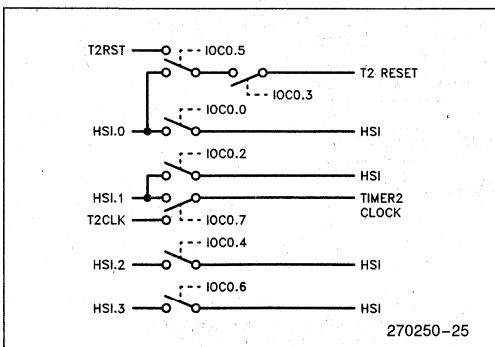 T2RST IOC0.5
T2 RESET
IOC0.3
IOC0.0
HSI.0 HSI
IOC0.2
HSI
HSI.1 TIMER2
CLOCK
T2CLK IOC0.7
IOC0.4
HSI.2 HSI
IOC0.6
HSI.3 HSI
270250-25